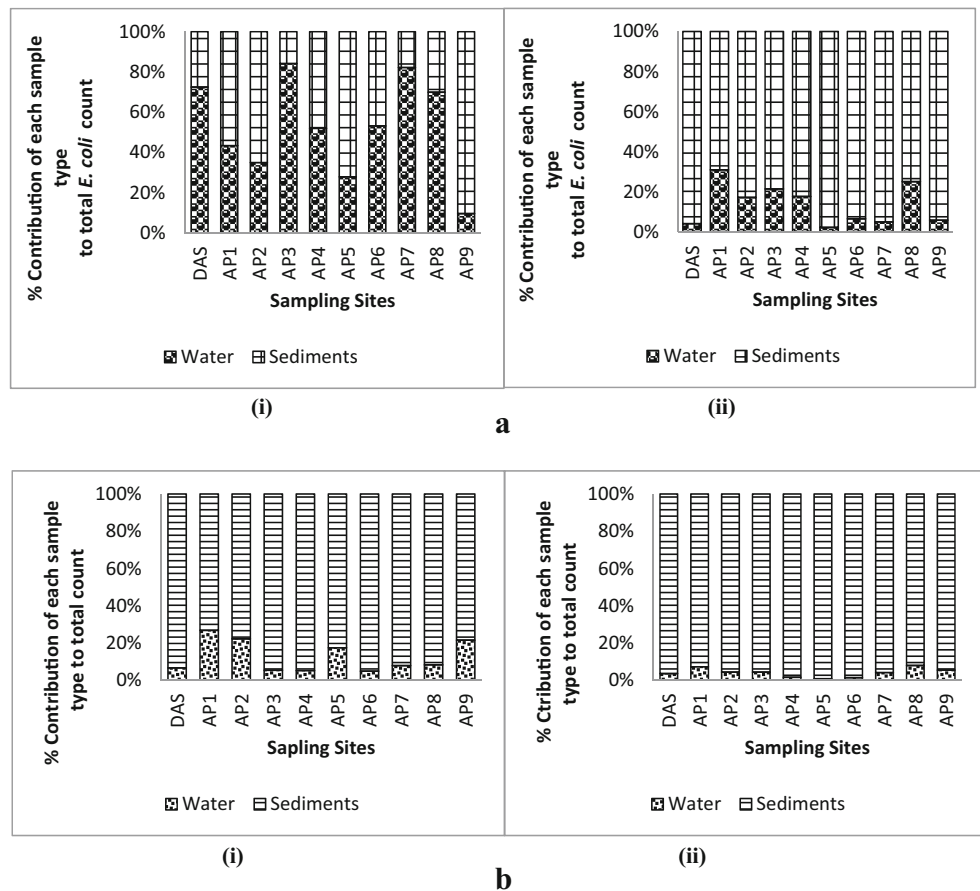 % Contribution of each sample
type
to total E. coli count
100%
80%
60%
40%
20%
0%
DAS
AP1
AP2
AP3
AP4
AP5
AP6
AP7
AP8
AP9
Sampling Sites
Water
Sediments
(i)
% Contribution of each sample
type
to total E. coli count
100%
80%
60%
40%
20%
0%
DAS
AP1
AP2
AP3
AP4
AP5
AP6
AP7
AP8
AP9
Sampling Sites
Water
Sediments
(ii)
a
% Contribution of each sample
type to total count
100%
80%
60%
40%
20%
0%
DAS
AP1
AP2
AP3
AP4
AP5
AP6
AP7
AP8
AP9
Sapling Sites
Water
Sediments
(i)
% Ctribution of each sample
type to total count
100%
80%
60%
40%
20%
0%
DAS
AP1
AP2
AP3
AP4
AP5
AP6
AP7
AP8
AP9
Sampling Sites
Water
Sediments
(ii)
b